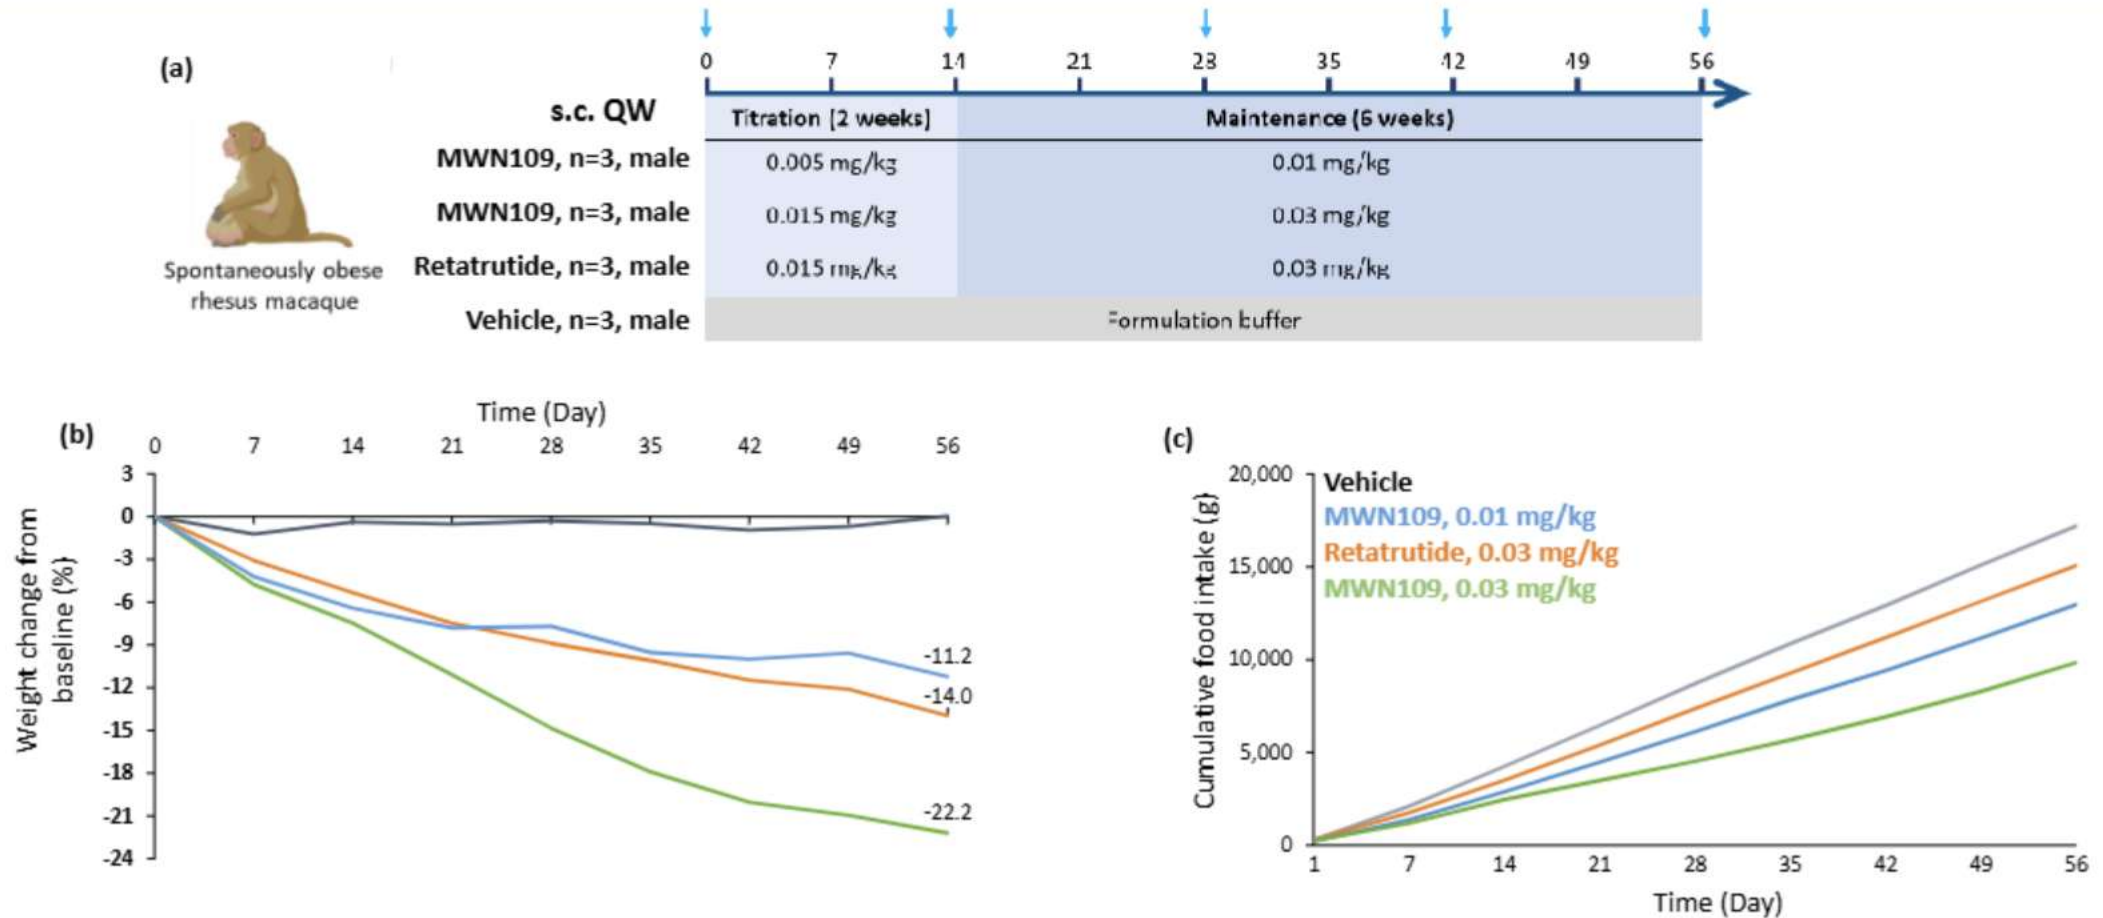 (a)
0 7 14 21 28 35 42 49 56
s.c. QW
Titration (2 weeks) Maintenance (6 weeks)
MWN109, n=3, male 0.005 mg/kg 0.01 mg/kg
MWN109, n=3, male 0.015 mg/kg 0.03 mg/kg
Retatrutide, n=3, male 0.015 mg/kg 0.03 mg/kg
Vehicle, n=3, male Formulation buffer
Spontaneously obese
rhesus macaque
(b)
Time (Day)
0 7 14 21 28 35 42 49 56
Weight change from
baseline (%)
3
0
-3
-6
-9
-12
-15
-18
-21
-24
-11.2
-14.0
-22.2
(c)
Cumulative food intake (g)
20,000
15,000
10,000
5,000
0
Vehicle
MWN109, 0.01 mg/kg
Retatrutide, 0.03 mg/kg
MWN109, 0.03 mg/kg
1 7 14 21 28 35 42 49 56
Time (Day)